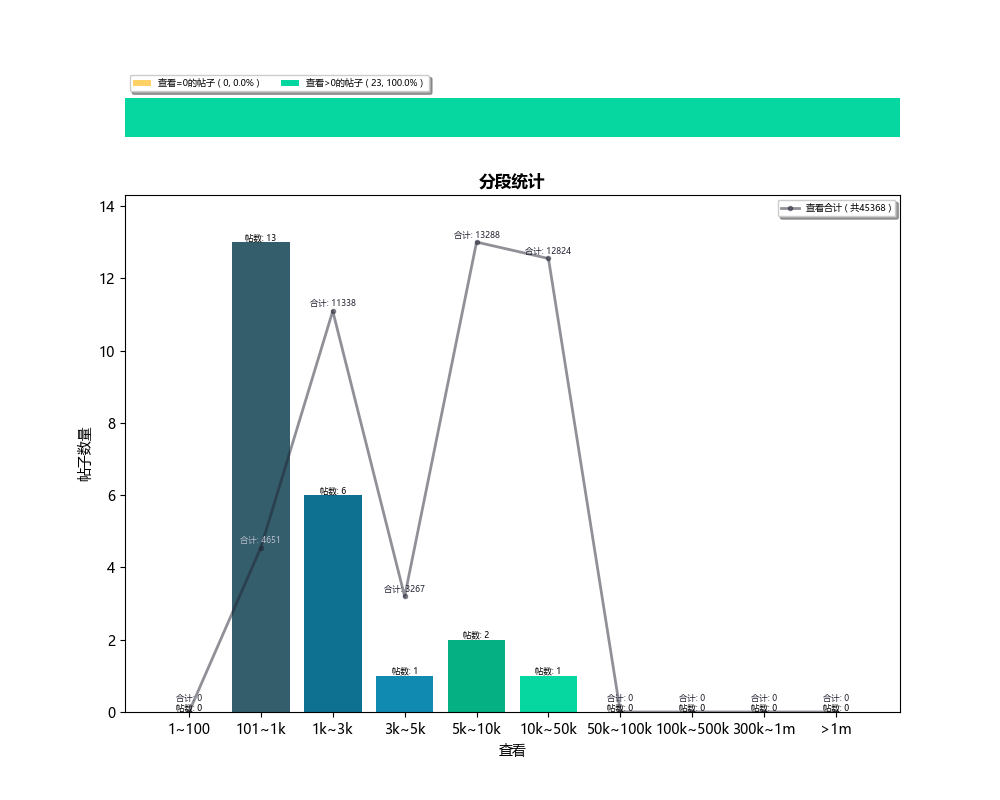 查看=0的帖子 ( 0, 0.0% ) 查看>0的帖子 ( 23, 100.0% )
分段统计
查看合计 ( 共45368 )
帖子数量
14
12
10
8
6
4
2
0
帖数: 13
合计: 13288
合计: 12824
合计: 11338
合计: 4651
帖数: 6
合计: 3267
帖数: 1
帖数: 2
帖数: 1
合计: 0 合计: 0 合计: 0 合计: 0 合计: 0
帖数: 0 帖数: 0 帖数: 0 帖数: 0 帖数: 0
1~100 101~1k 1k~3k 3k~5k 5k~10k 10k~50k 50k~100k 100k~500k 300k~1m >1m
查看